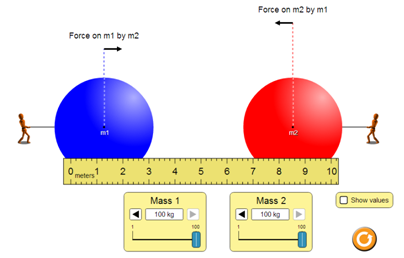 Force on m2 by m1
Force on m1 by m2
m1
m2
0 1 2 3 4 5 6 7 8 9 10
meters
Mass 1
100 kg
1 100
Mass 2
100 kg
1 100
Show values